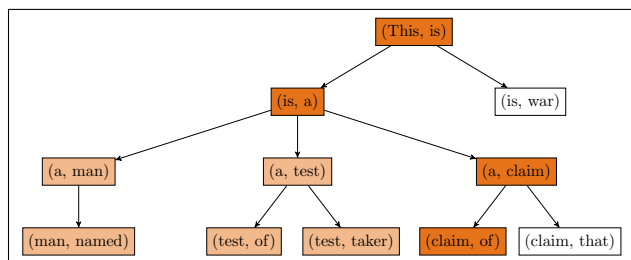 (This, is)
(is, a) (is, war)
(a, man) (a, test) (a, claim)
(man, named) (test, of) (test, taker) (claim, of) (claim, that)